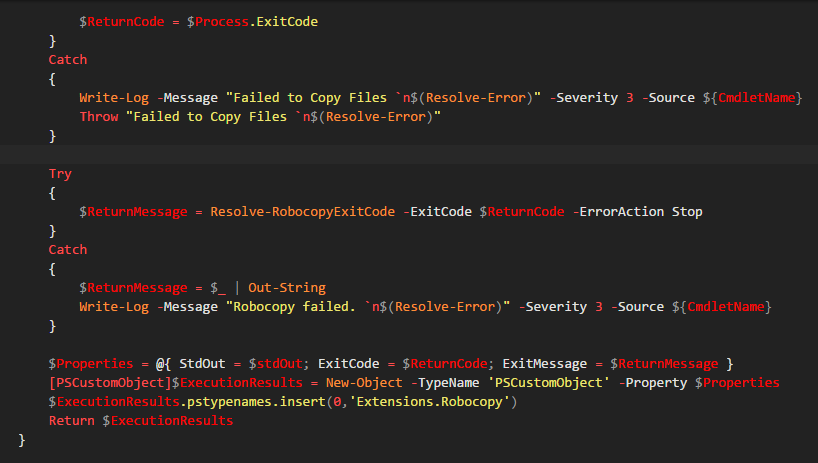 $ReturnCode = $Process.ExitCode
}
Catch
{
Write-Log -Message "Failed to Copy Files `n$(Resolve-Error)" -Severity 3 -Source ${CmdletName}
Throw "Failed to Copy Files `n$(Resolve-Error)"
}
Try
{
$ReturnMessage = Resolve-RobocopyExitCode -ExitCode $ReturnCode -ErrorAction Stop
}
Catch
{
$ReturnMessage = $_ | Out-String
Write-Log -Message "Robocopy failed. `n$(Resolve-Error)" -Severity 3 -Source ${CmdletName}
}
$Properties = @{ StdOut = $stdOut; ExitCode = $ReturnCode; ExitMessage = $ReturnMessage }
[PSCustomObject]$ExecutionResults = New-Object -TypeName 'PSCustomObject' -Property $Properties
$ExecutionResults.pstypenames.insert(0,'Extensions.Robocopy')
Return $ExecutionResults
}